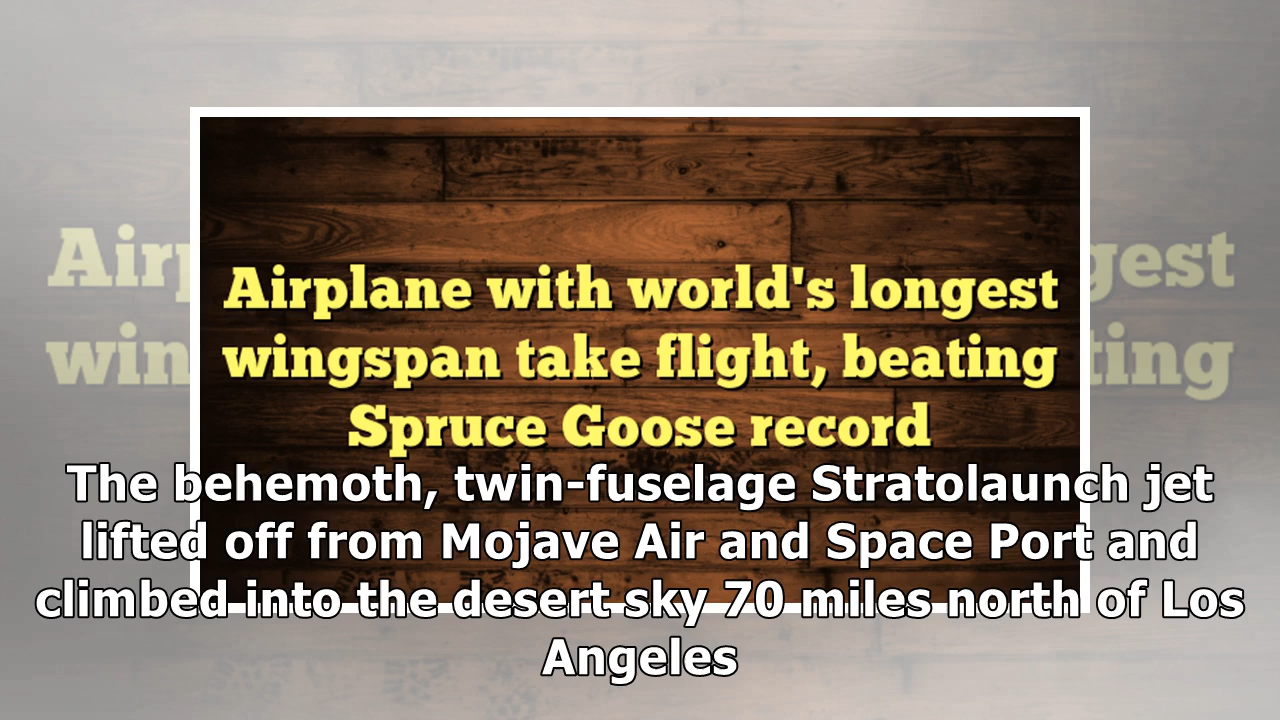 Airplane with world's longest
wingspan take flight, beating
Spruce Goose record
The behemoth, twin-fuselage Stratolaunch jet
lifted off from Mojave Air and Space Port and
climbed into the desert sky 70 miles north of Los
Angeles